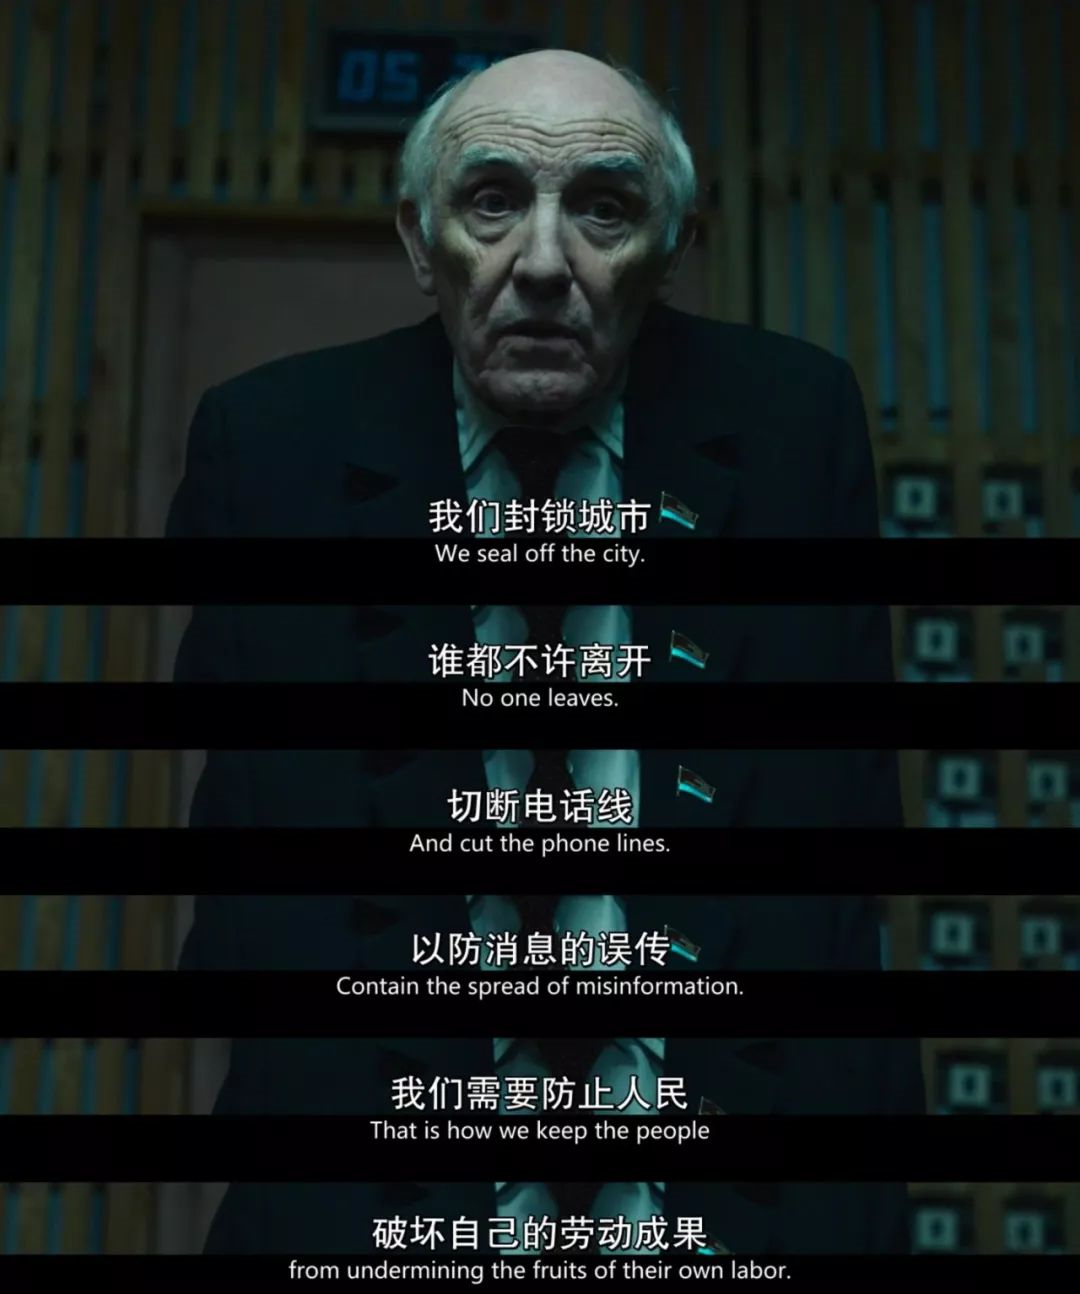 05
我们封锁城市
We seal off the city.
谁都不许离开
No one leaves.
切断电话线
And cut the phone lines.
以防消息的误传
Contain the spread of misinformation.
我们需要防止人民
That is how we keep the people
破坏自己的劳动成果
from undermining the fruits of their own labor.